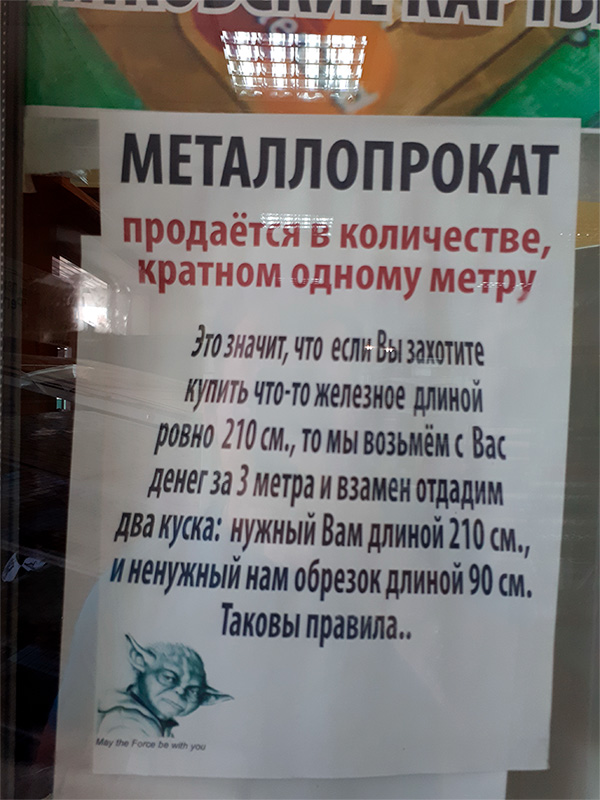 КАРТЫ
МЕТАЛЛОПРОКАТ
продаётся в количестве,
кратном одному метру
Это значит, что если Вы захотите
купить что-то железное длиной
ровно 210 см., то мы возьмём с Вас
денег за 3 метра и взамен отдадим
два куска: нужный Вам длиной 210 см.,
и ненужный нам обрезок длиной 90 см.
Таковы правила..
May the Force be with you